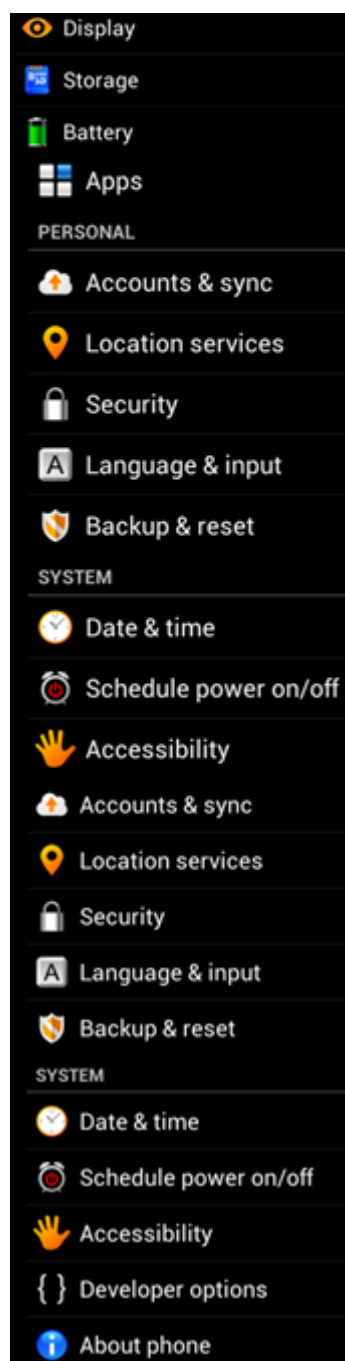 Display
Storage
Battery
Apps
PERSONAL
Accounts & sync
Location services
Security
A Language & input
Backup & reset
SYSTEM
Date & time
Schedule power on/off
Accessibility
Accounts & sync
Location services
Security
A Language & input
Backup & reset
SYSTEM
Date & time
Schedule power on/off
Accessibility
{ } Developer options
i About phone